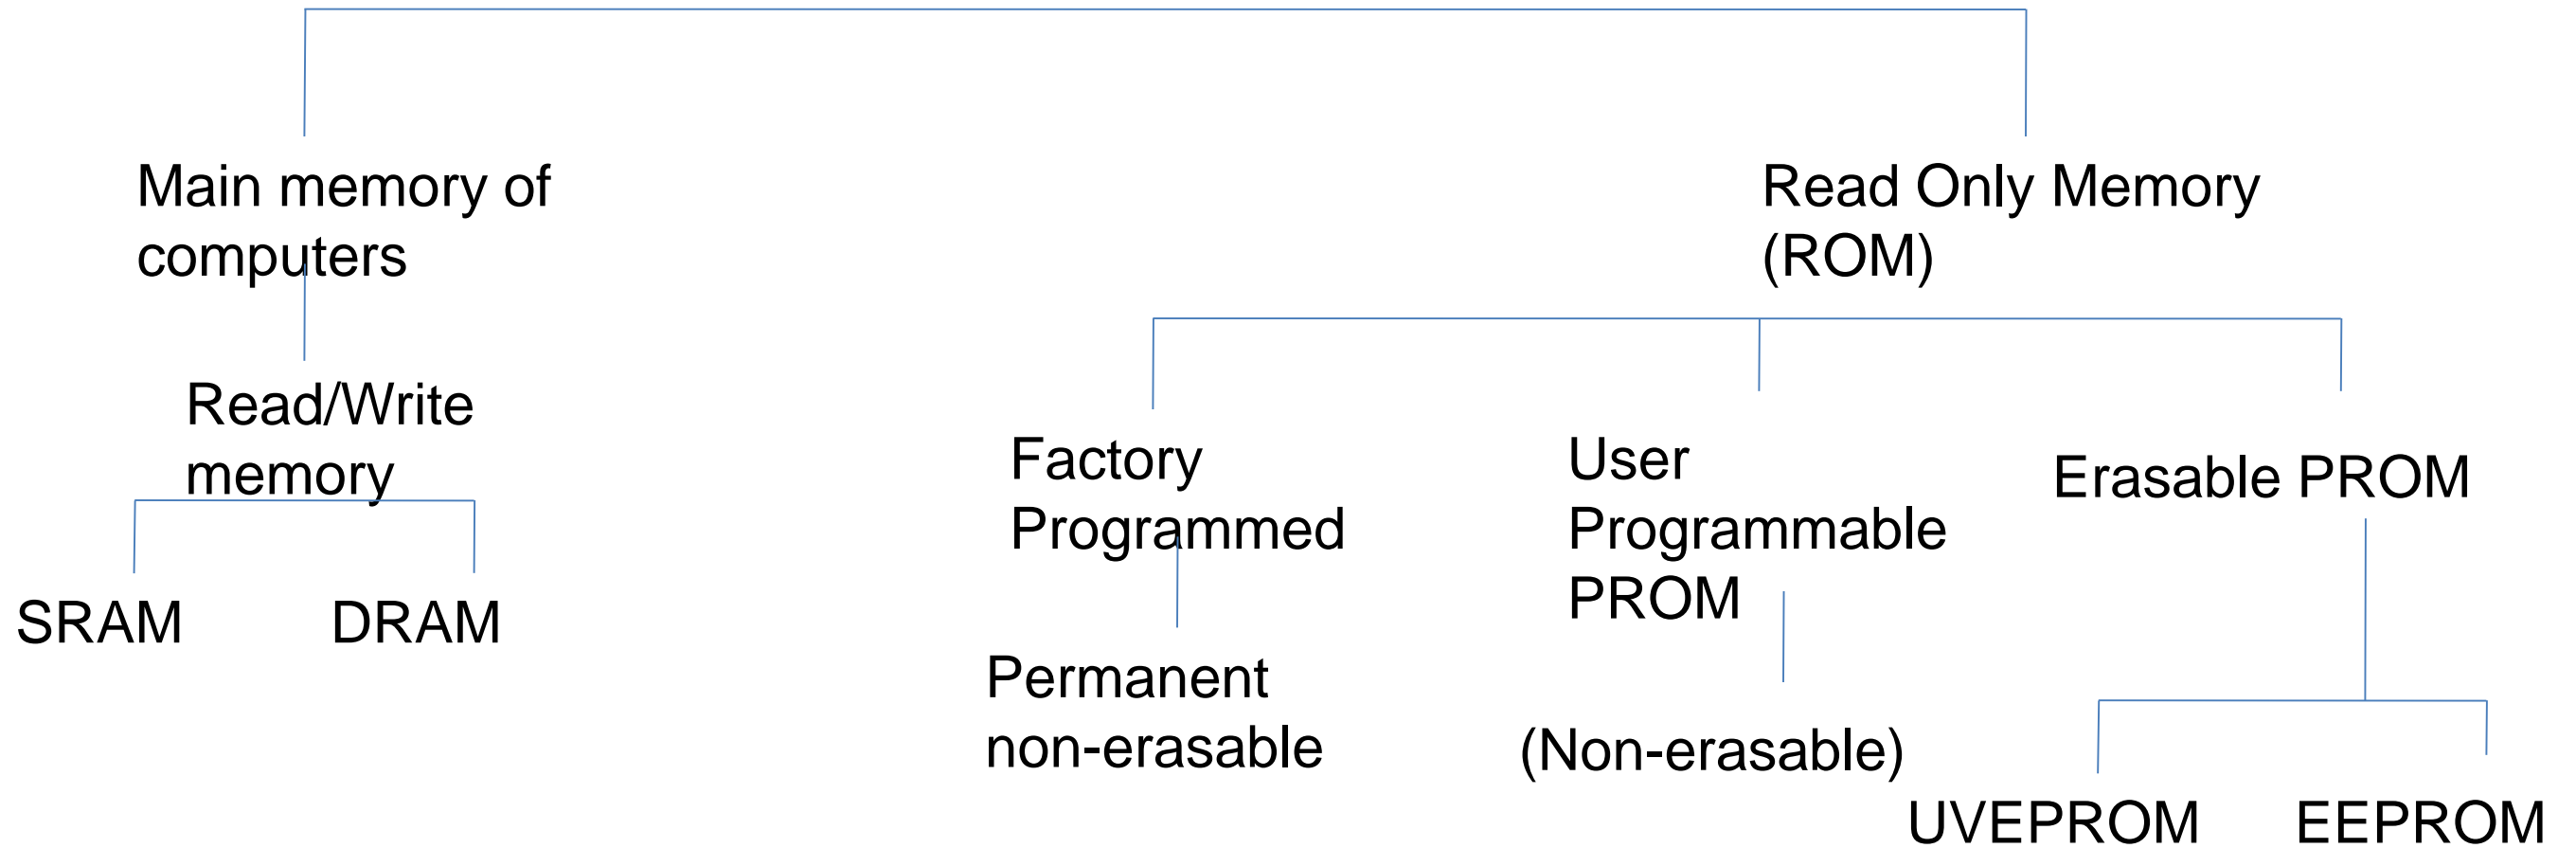 Main memory of
computers
Read Only Memory
(ROM)
Read/Write
memory
Factory
Programmed
User
Programmable
PROM
Erasable PROM
SRAM
DRAM
Permanent
non-erasable
(Non-erasable)
UVEPROM
EEPROM